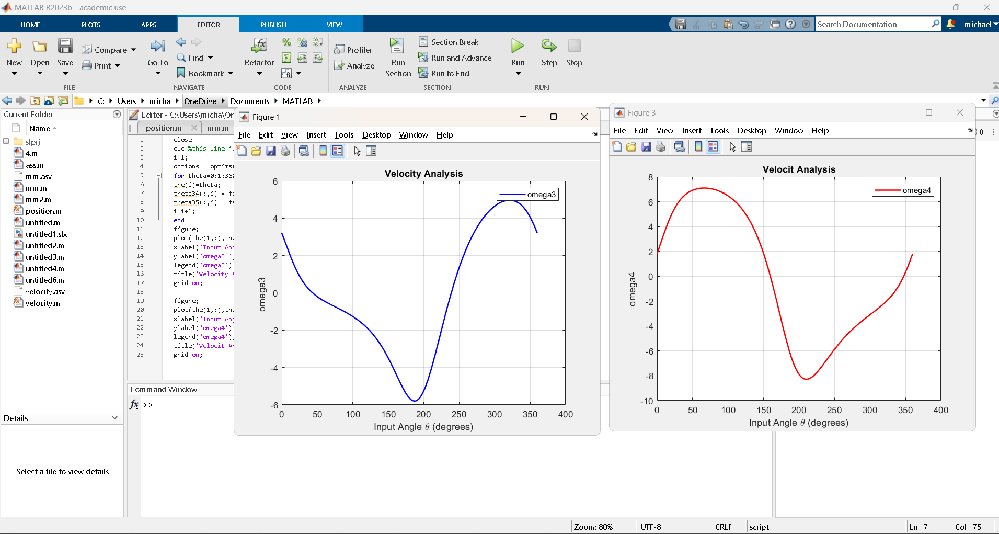 MATLAB R2023b - academic use
HOME PLOTS APPS EDITOR PUBLISH VIEW
Search Documentation
michael
New
Open
Save
Compare
Print
FILE
Go To
Find
Bookmark
NAVIGATE
Refactor
CODE
Profiler
Analyze
ANALYZE
Run Section
Section Break
Run and Advance
Run to End
SECTION
Run
Step
Stop
RUN
C: Users micha OneDrive Documents MATLAB
Current Folder
Name
slprj
4.m
ass.m
mm.asv
mm.m
mm2.m
position.m
untitled.m
untitled1.slx
untitled2.m
untitled3.m
untitled4.m
untitled6.m
velocity.asv
velocity.m
Details
Select a file to view details
Editor - C:\Users\micha\On
position.m mm.m
1 close
2 clc %this line ju
3 i=1;
4 options = optimse
5 for theta=0:1:360
6 the(i)=theta;
7 theta34(:,i) = fs
8 theta35(:,i) = fs
9 i=i+1;
10 end
11 figure;
12 plot(the(1,:),the
13 xlabel('Input Ang
14 ylabel('omega3 ')
15 legend('omega3');
16 title('Velocity A
17 grid on;
18
19 figure;
20 plot(the(1,:),the
21 xlabel('Input Ang
22 ylabel('omega4');
23 legend('omega4');
24 title('Velocit An
25 grid on;
Command Window
fx >>
Figure 1
File Edit View Insert Tools Desktop Window Help
Velocity Analysis
omega3
6
4
2
0
-2
-4
-6
omega3
0 50 100 150 200 250 300 350 400
Input Angle θ (degrees)
Figure 3
File Edit View Insert Tools Desktop Window Help
Velocit Analysis
omega4
8
6
4
2
0
-2
-4
-6
-8
-10
omega4
0 50 100 150 200 250 300 350 400
Input Angle θ (degrees)
0
Zoom: 80% UTF-8 CRLF script Ln 7 Col 75